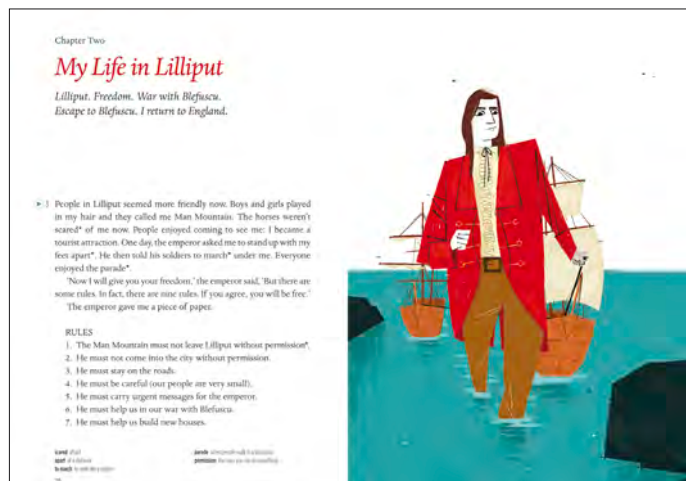 Chapter Two
My Life in Lilliput
Lilliput. Freedom. War with Blefuscu.
Escape to Blefuscu. I return to England.
1 People in Lilliput seemed more friendly now. Boys and girls played
in my hair and they called me Man Mountain. The horses weren't
scared* of me now. People enjoyed coming to see me: I became a
tourist attraction. One day, the emperor asked me to stand up with my
feet apart*. He then told his soldiers to march* under me. Everyone
enjoyed the parade*.
'Now I will give you your freedom,' the emperor said, 'But there are
some rules. In fact, there are nine rules. If you agree, you will be free.'
The emperor gave me a piece of paper.
RULES
1. The Man Mountain must not leave Lilliput without permission*.
2. He must not come into the city without permission.
3. He must stay on the roads.
4. He must be careful (our people are very small).
5. He must carry urgent messages for the emperor.
6. He must help us in our war with Blefuscu.
7. He must help us build new houses.
scared
apart
to march
parade
permission